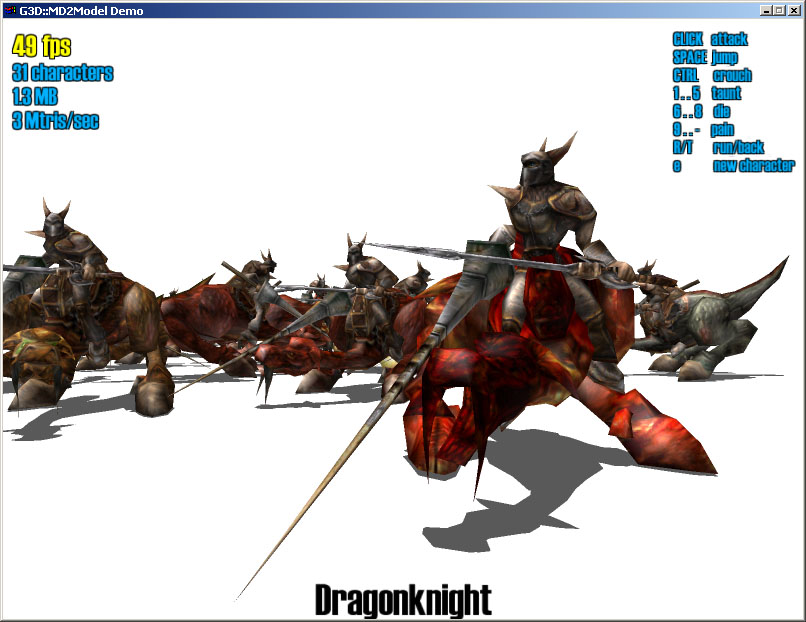 G3D::MD2Model Demo
49 fps
31 characters
1.3 MB
3 Mtris/sec
CLICK attack
SPACE jump
CTRL crouch
1..5 taunt
6..8 die
9..- pain
R/T run/back
e new character
Dragonknight